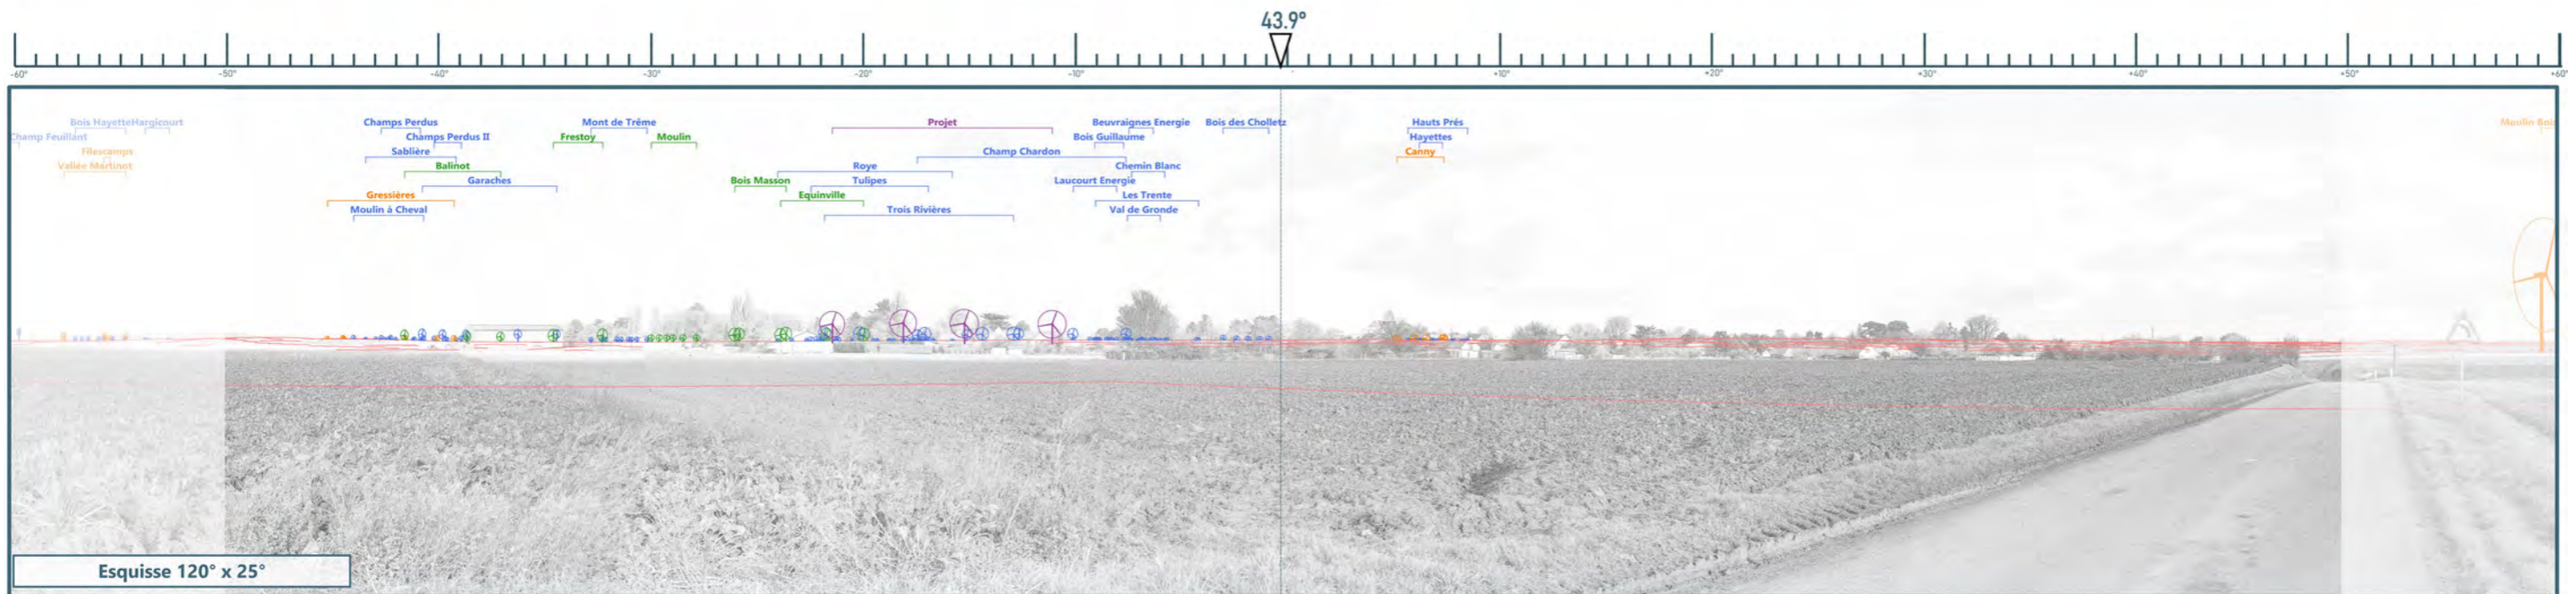 43.9°
-60° -50° -40° -30° -20° -10° +10° +20° +30° +40° +50° +60°
Bois Hayette Hargicourt Champs Perdus Mont de Trême Projet Beuvraignes Energie Bois des Cholletz Hauts Prés
Champ Feuillant Champs Perdus II Frestoy Moulin Bois Guillaume Hayettes
Filescamps Sablière Champ Chardon Canny
Vallée Martinot Balinot Roye Chemin Blanc
Garaches Bois Masson Tulipes Laucourt Energie
Gressières Equinville Les Trente
Moulin à Cheval Trois Rivières Val de Gronde
Moulin Bois
Esquisse 120° x 25°